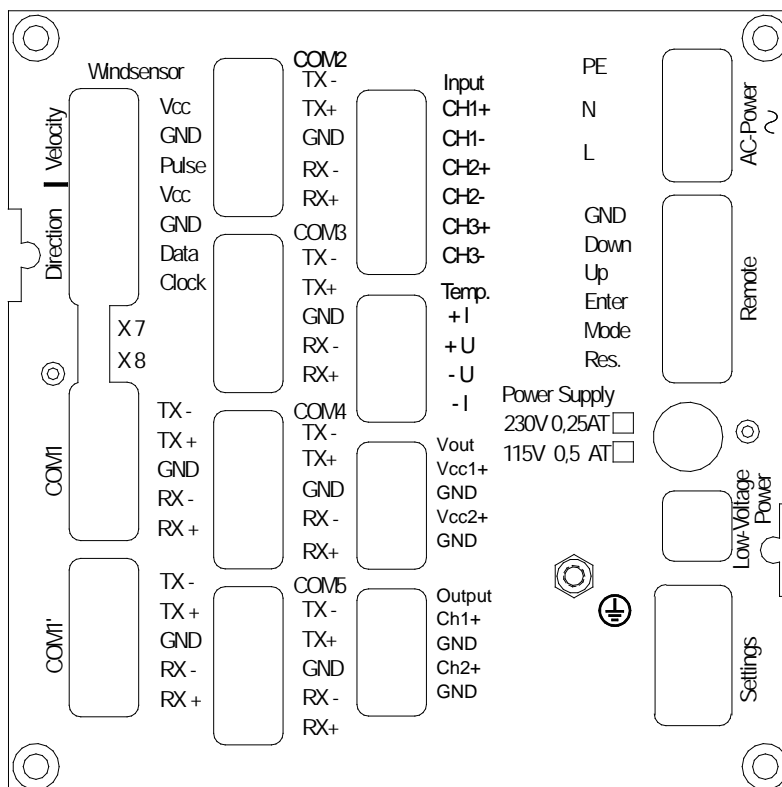 Windsensor
Velocity
Direction
Vcc
GND
Pulse
Vcc
GND
Data
Clock
X7
X8
COM1
TX -
TX +
GND
RX -
RX +
COM1'
TX -
TX +
GND
RX -
RX +
COM2
TX -
TX+
GND
RX -
RX+
COM3
TX -
TX+
GND
RX -
RX+
COM4
TX -
TX+
GND
RX -
RX+
COM5
TX -
TX+
GND
RX -
RX+
Input
CH1+
CH1-
CH2+
CH2-
CH3+
CH3-
Temp.
+ I
+ U
- U
- I
Vout
Vcc1+
GND
Vcc2+
GND
Output
Ch1+
GND
Ch2+
GND
PE
N
L
AC-Power
GND
Down
Up
Enter
Mode
Res.
Remote
Power Supply
230V 0,25AT
115V 0,5 AT
Low-Voltage
Power
Settings